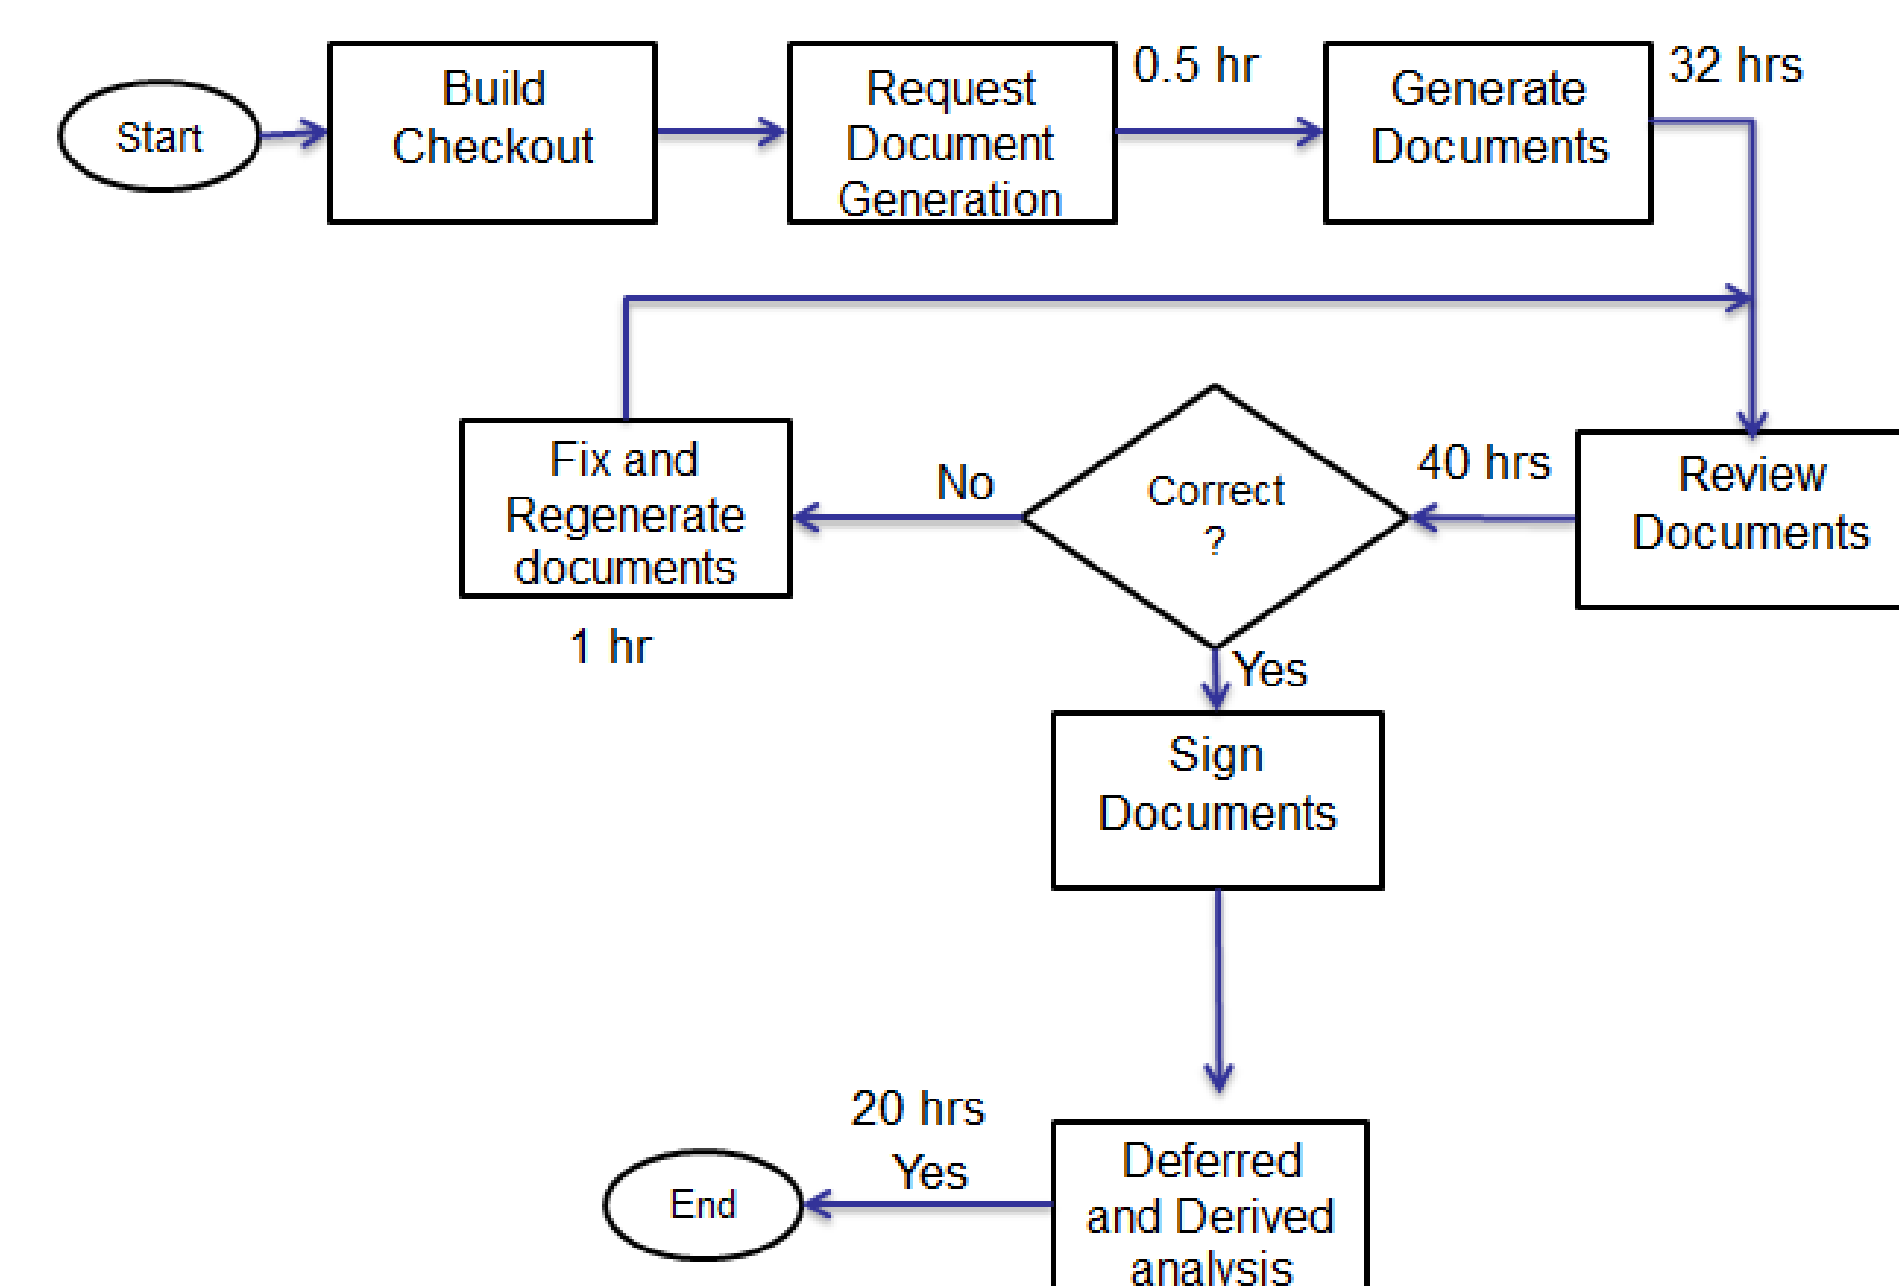 Start
Build
Checkout
Request
Document
Generation
0.5 hr
Generate
Documents
32 hrs
Fix and
Regenerate
documents
1 hr
No
Correct
?
40 hrs
Review
Documents
Yes
Sign
Documents
20 hrs
Yes
End
Deferred
and Derived
analysis